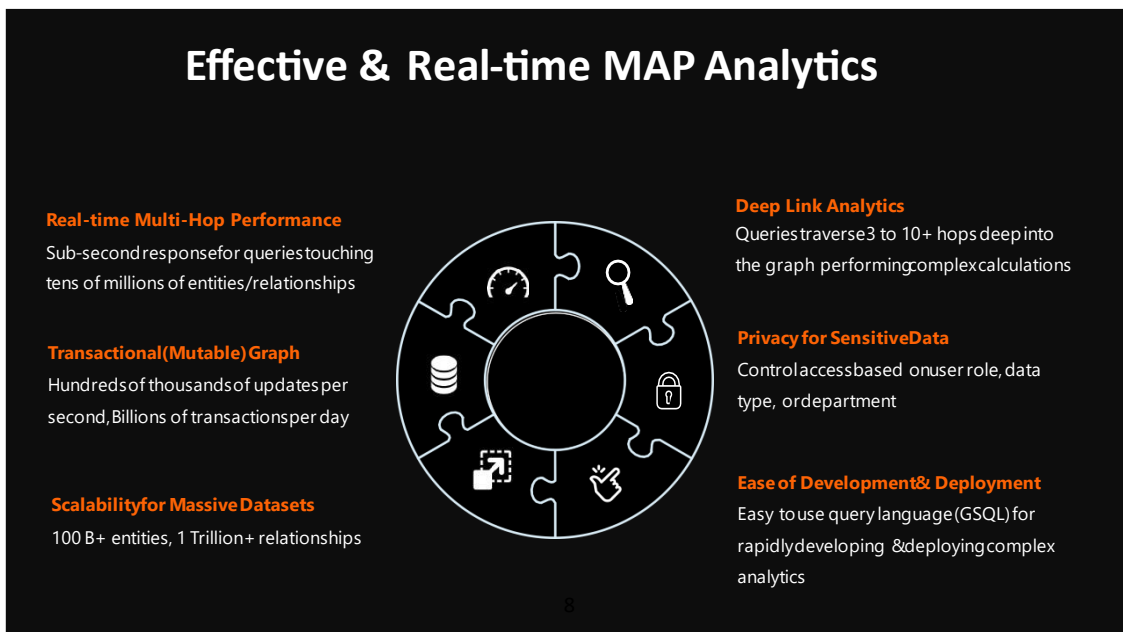 Effective & Real-time MAP Analytics
Real-time Multi-Hop Performance
Sub-second response for queries touching
tens of millions of entities/relationships
Transactional (Mutable) Graph
Hundreds of thousands of updates per
second, Billions of transactions per day
Scalability for Massive Datasets
100 B+ entities, 1 Trillion+ relationships
Deep Link Analytics
Queries traverse 3 to 10+ hops deep into
the graph performing complex calculations
Privacy for Sensitive Data
Control access based on user role, data
type, or department
Ease of Development & Deployment
Easy to use query language (GSQL) for
rapidly developing & deploying complex
analytics
8